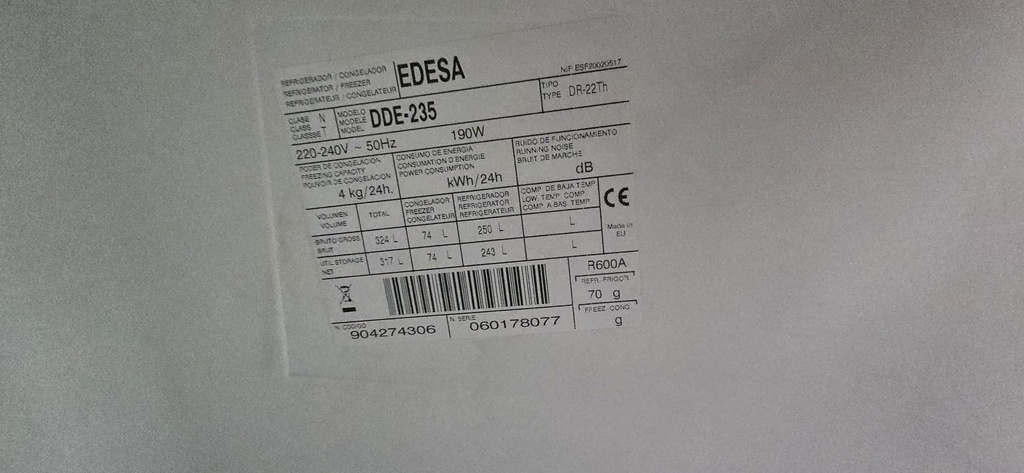 REFRIGERADOR / CONGELADOR
REFRIGERATOR / FREEZER
REFRIGERATEUR / CONGELATEUR
EDESA
NIF ESF20020517
CLASE N
CLASS
CLASSSE T
MODELO
MODELE
MODEL
DDE-235
TIPO
TYPE
DR-22Th
220-240V ~ 50Hz
190W
PODER DE CONGELACION
FREEZING CAPACITY
POUVOIR DE CONGELACION
4 kg/24h.
CONSUMO DE ENERGIA
CONSUMATION D'ENERGIE
POWER CONSUMPTION
kWh/24h
RUIDO DE FUNCIONAMIENTO
RUNNING NOISE
BRUIT DE MARCHE
dB
VOLUMEN
VOLUME
TOTAL
CONGELADOR
FREEZER
CONGÉLATEUR
REFRIGERADOR
REFRIGERATOR
REFRIGERATEUR
COMP. DE BAJA TEMP
LOW. TEMP. COMP
COMP A BAS. TEMP
CE
Made in
EU
BRUTO/GROSS
BRUT
324 L
74 L
250 L
L
UTIL STORAGE
NET
317 L
74 L
243 L
L
R600A
REFR. FRIGOR.
70 g
FREEZ. CONG.
g
N. CODIGO
904274306
N. SERIE
060178077